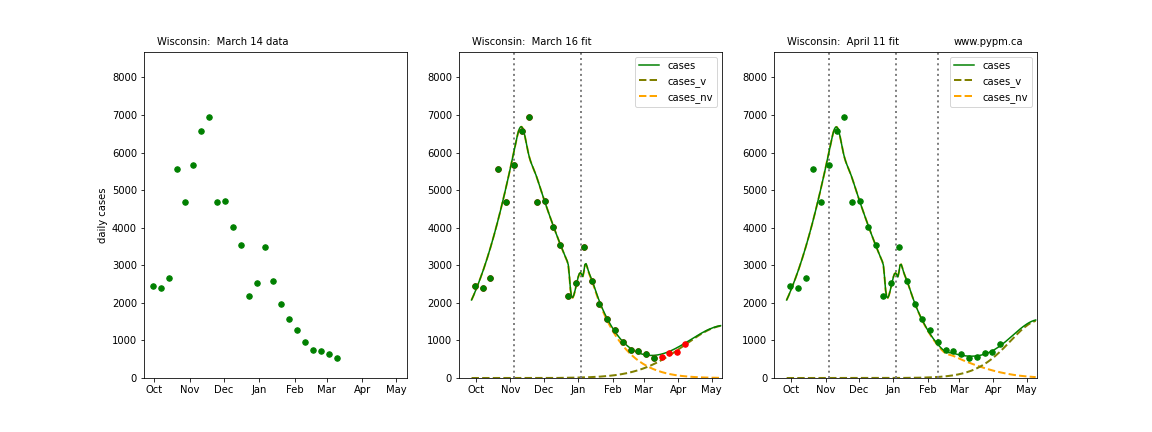 Wisconsin: March 14 data
daily cases
8000
7000
6000
5000
4000
3000
2000
1000
0
Oct Nov Dec Jan Feb Mar Apr May
Wisconsin: March 16 fit
cases
cases_v
cases_nv
8000
7000
6000
5000
4000
3000
2000
1000
0
Oct Nov Dec Jan Feb Mar Apr May
Wisconsin: April 11 fit www.pypm.ca
cases
cases_v
cases_nv
8000
7000
6000
5000
4000
3000
2000
1000
0
Oct Nov Dec Jan Feb Mar Apr May